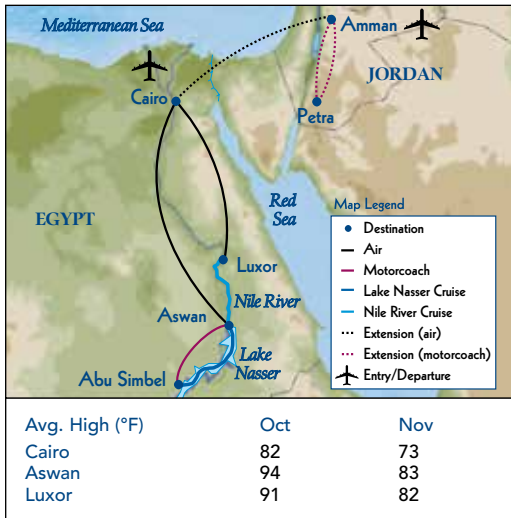 Mediterranean Sea
Amman
JORDAN
Cairo
Petra
EGYPT
Red
Sea
Luxor
Nile River
Aswan
Lake
Nasser
Abu Simbel
Map Legend
Destination
Air
Motorcoach
Lake Nasser Cruise
Nile River Cruise
Extension (air)
Extension (motorcoach)
Entry/Departure
Avg. High (°F) Oct Nov
Cairo 82 73
Aswan 94 83
Luxor 91 82